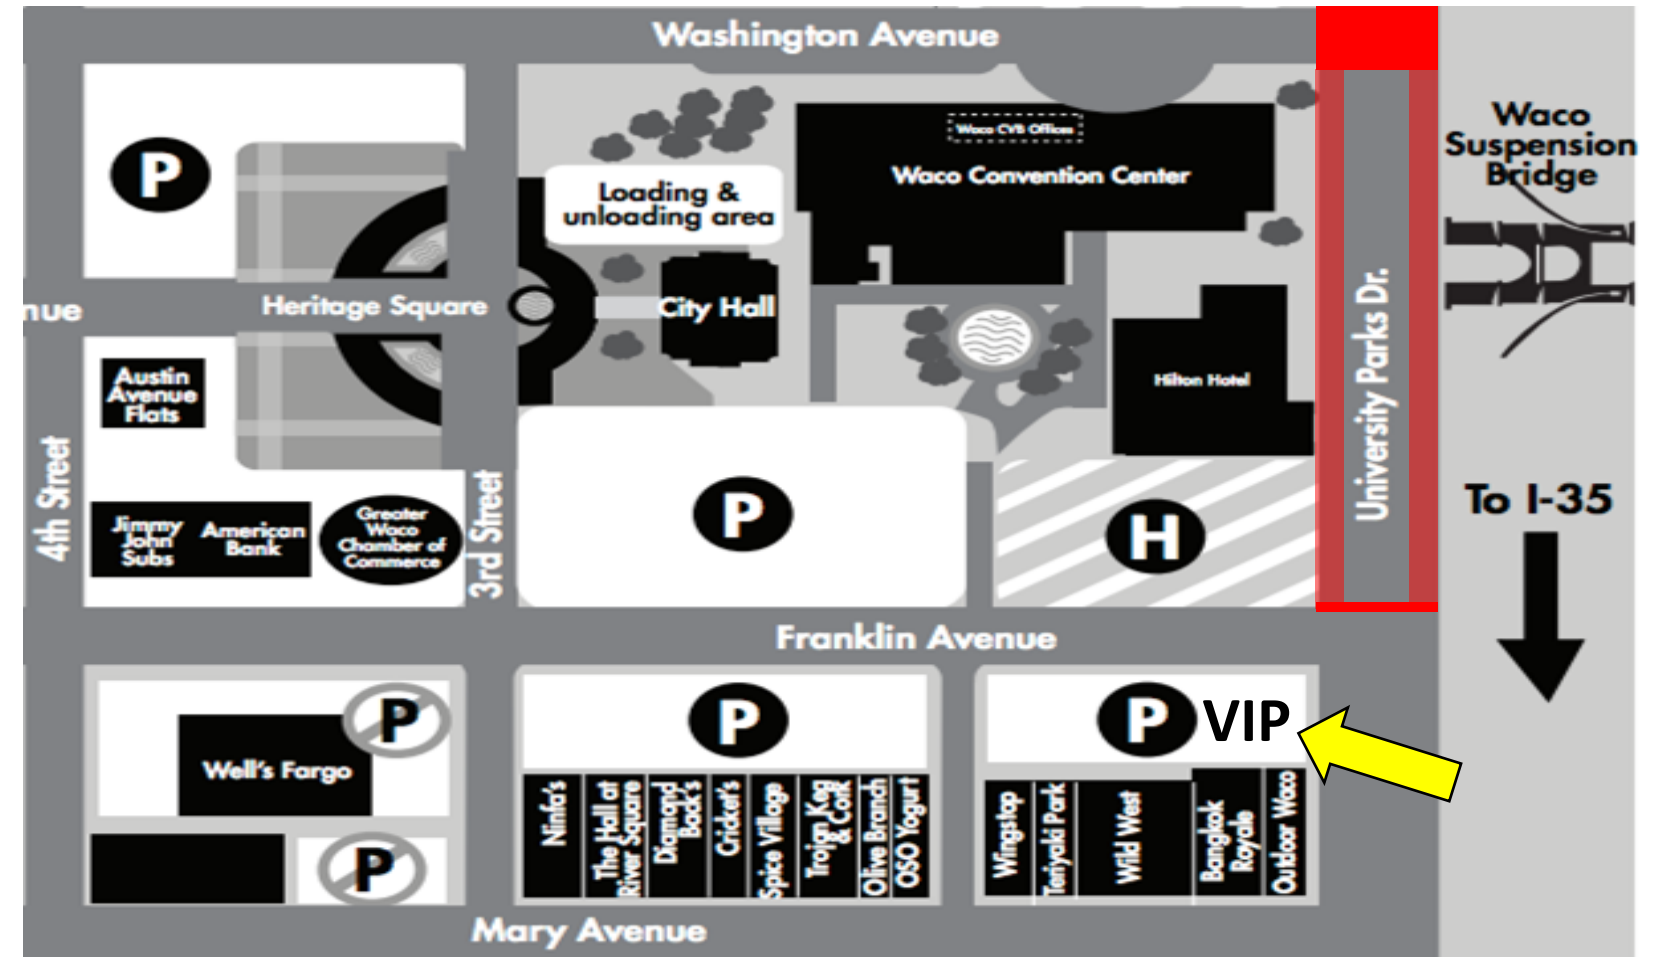 Washington Avenue
P
Loading &
unloading area
Waco CVB Offices
Waco Convention Center
Waco
Suspension
Bridge
nue
Heritage Square
City Hall
University Parks Dr.
Hilton Hotel
Austin
Avenue
Flats
4th Street
3rd Street
Jimmy
John
Subs
American
Bank
Greater
Waco
Chamber of
Commerce
P
H
To I-35
Franklin Avenue
P
Well's Fargo
P
P
P VIP
Ninfa's
The Hall at
River Square
Diamond
Back's
Cricket's
Spice Village
Trojan Keg
& Cork
Olive Branch
OSO Yogurt
Wingstop
Teriyaki Park
Wild West
Bangkok
Royale
Outdoor Waco
Mary Avenue